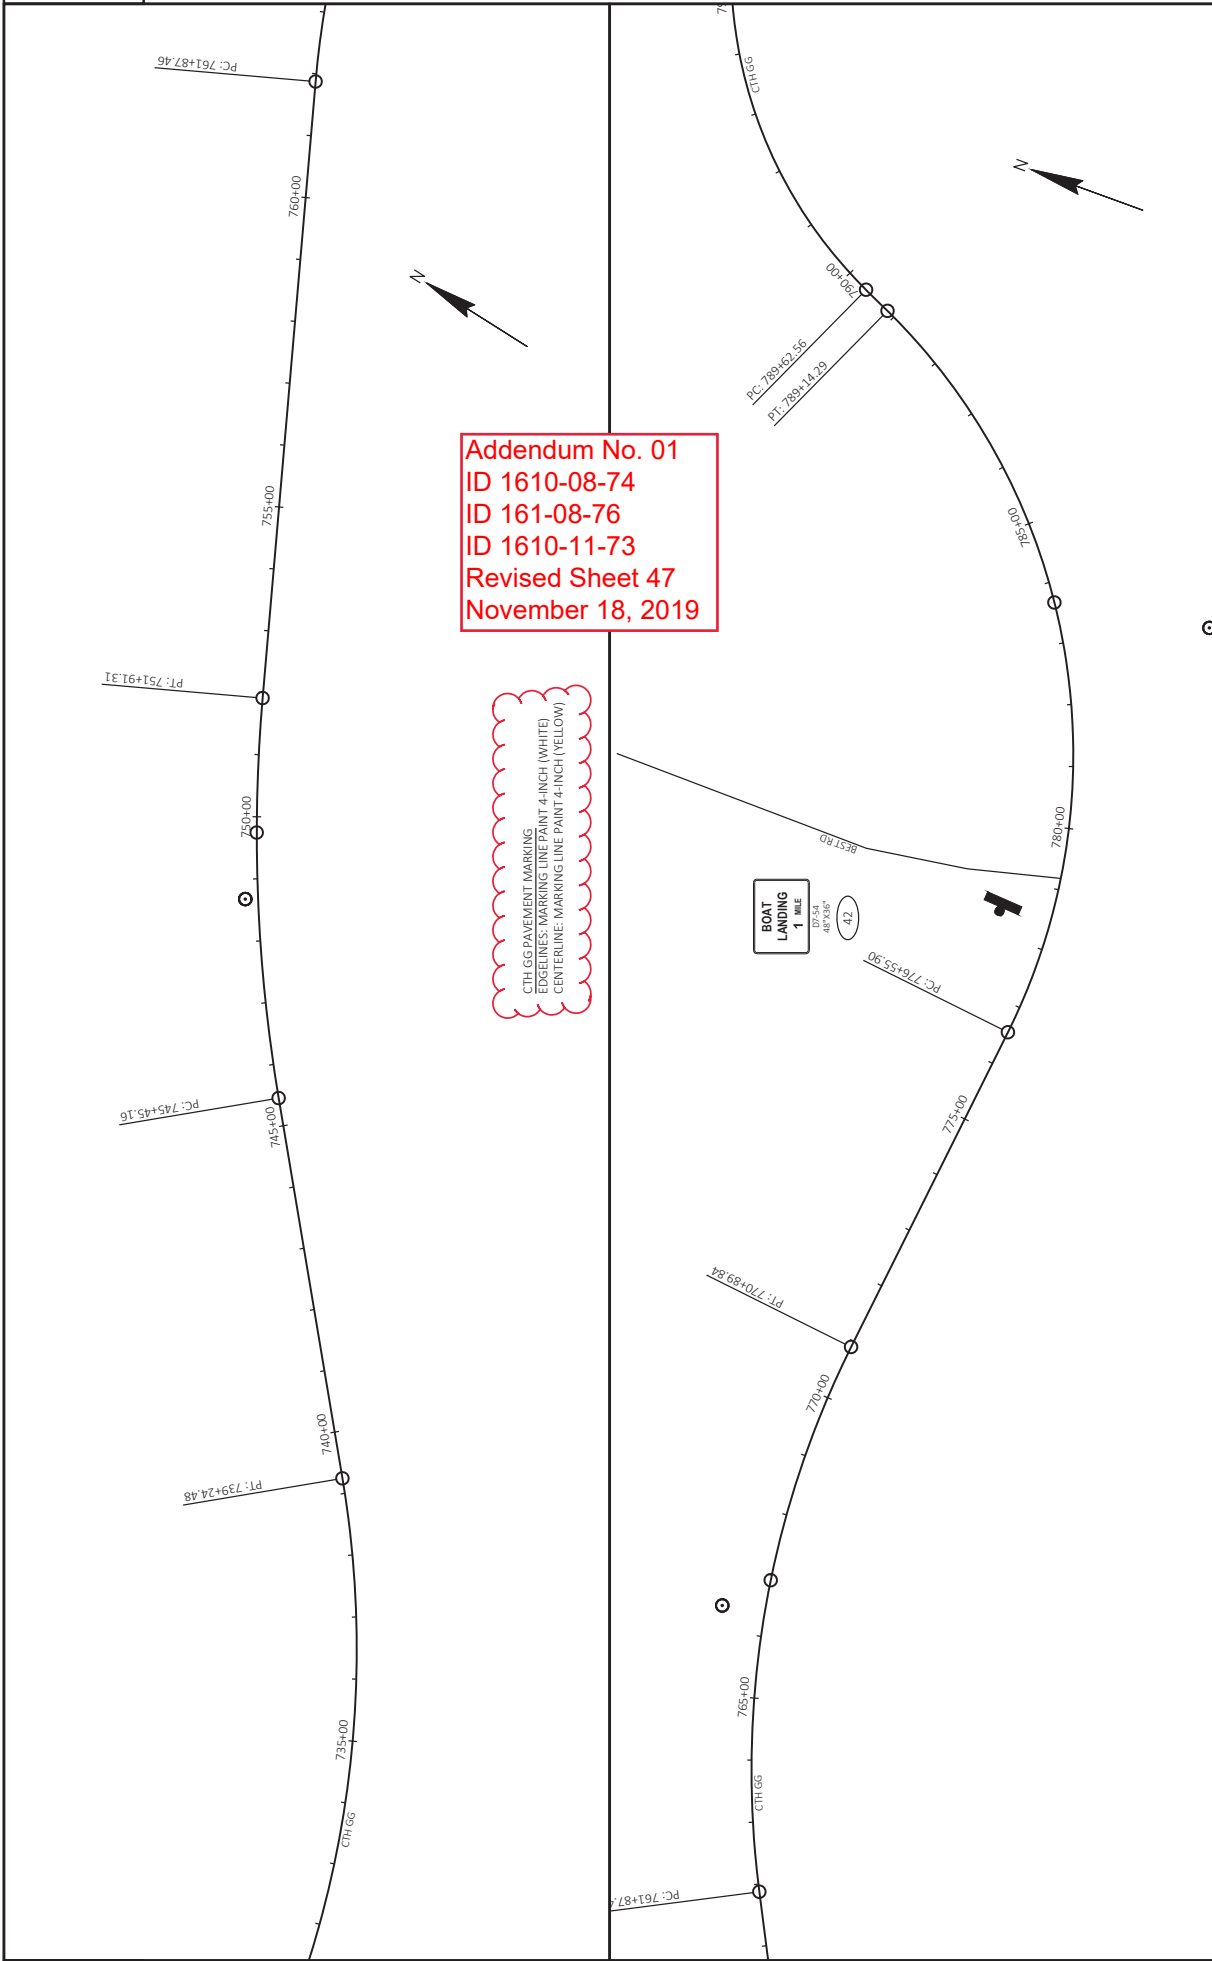 PC: 761+87.46
760+00
755+00
PT: 751+91.31
750+00
PC: 745+45.16
745+00
740+00
PT: 739+24.48
735+00
CTH GG
Addendum No. 01
ID 1610-08-74
ID 161-08-76
ID 1610-11-73
Revised Sheet 47
November 18, 2019
CTH GG PAVEMENT MARKING
EDGELINES: MARKING LINE PAINT 4-INCH (WHITE)
CENTERLINE: MARKING LINE PAINT 4-INCH (YELLOW)
N
CTH GG
N
790+00
PC: 789+62.56
PT: 789+14.29
785+00
780+00
BEST RD
BOAT
LANDING
1 MILE
D7-54
48"X36"
42
PC: 776+55.90
775+00
PT: 770+89.84
770+00
765+00
CTH GG
PC: 761+87.4